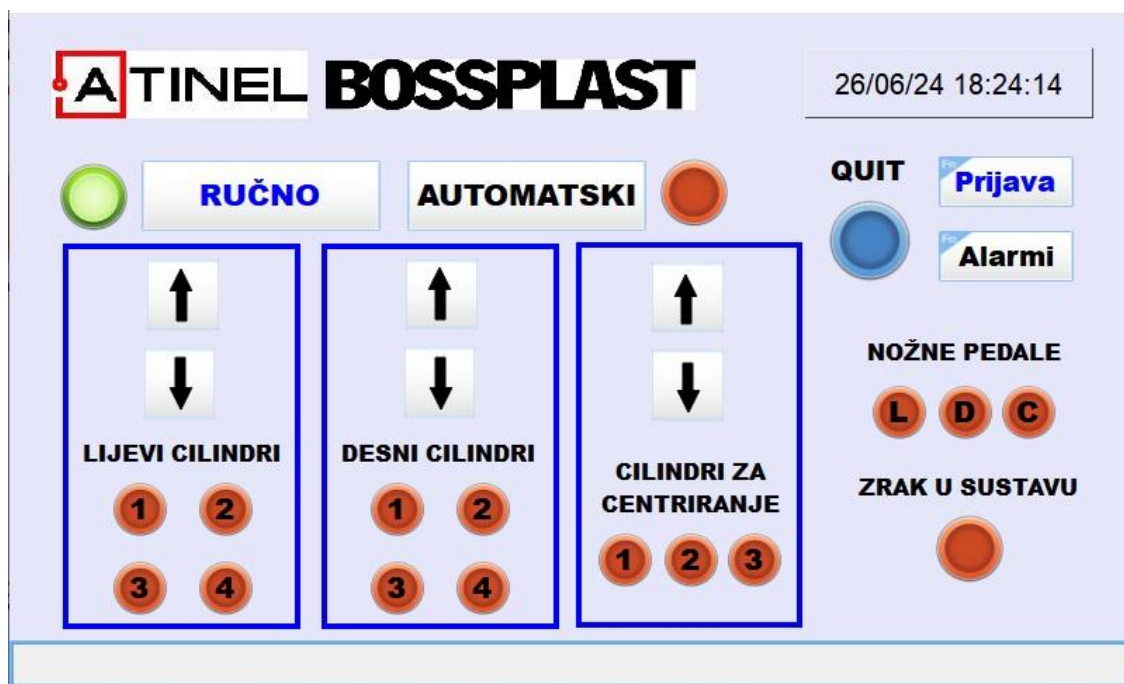 ATINEL BOSSPLAST
26/06/24 18:24:14
RUČNO
AUTOMATSKI
QUIT
Prijava
Alarmi
LIJEVI CILINDRI
1 2
3 4
DESNI CILINDRI
1 2
3 4
CILINDRI ZA
CENTRIRANJE
1 2 3
NOŽNE PEDALE
L D C
ZRAK U SUSTAVU